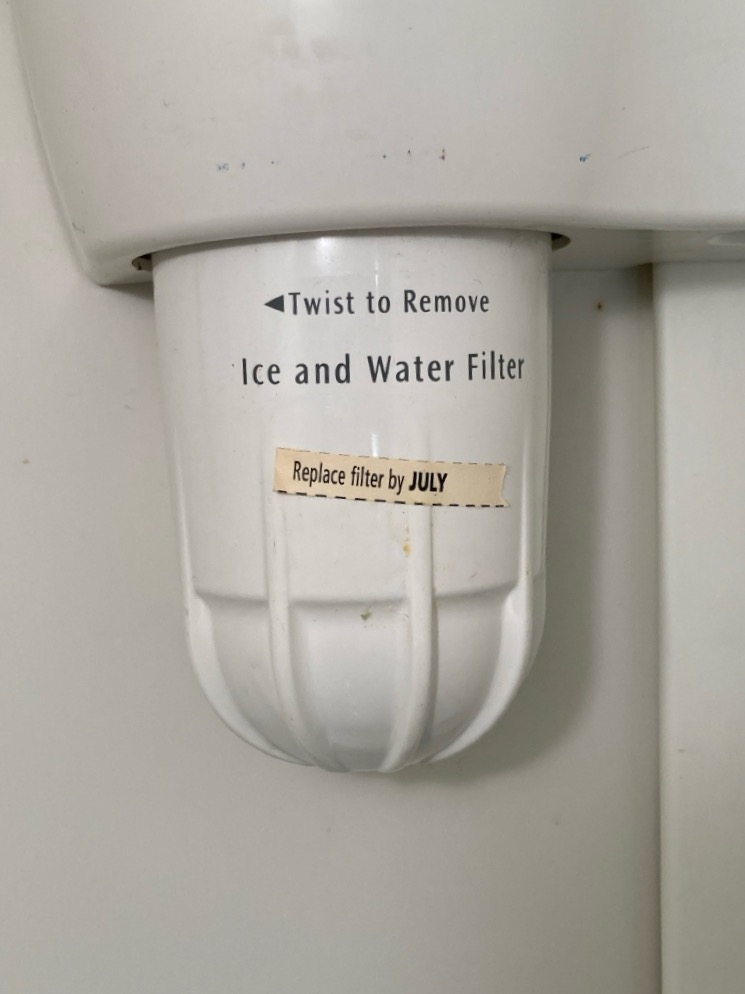 ◄Twist to Remove
Ice and Water Filter
Replace filter by JULY